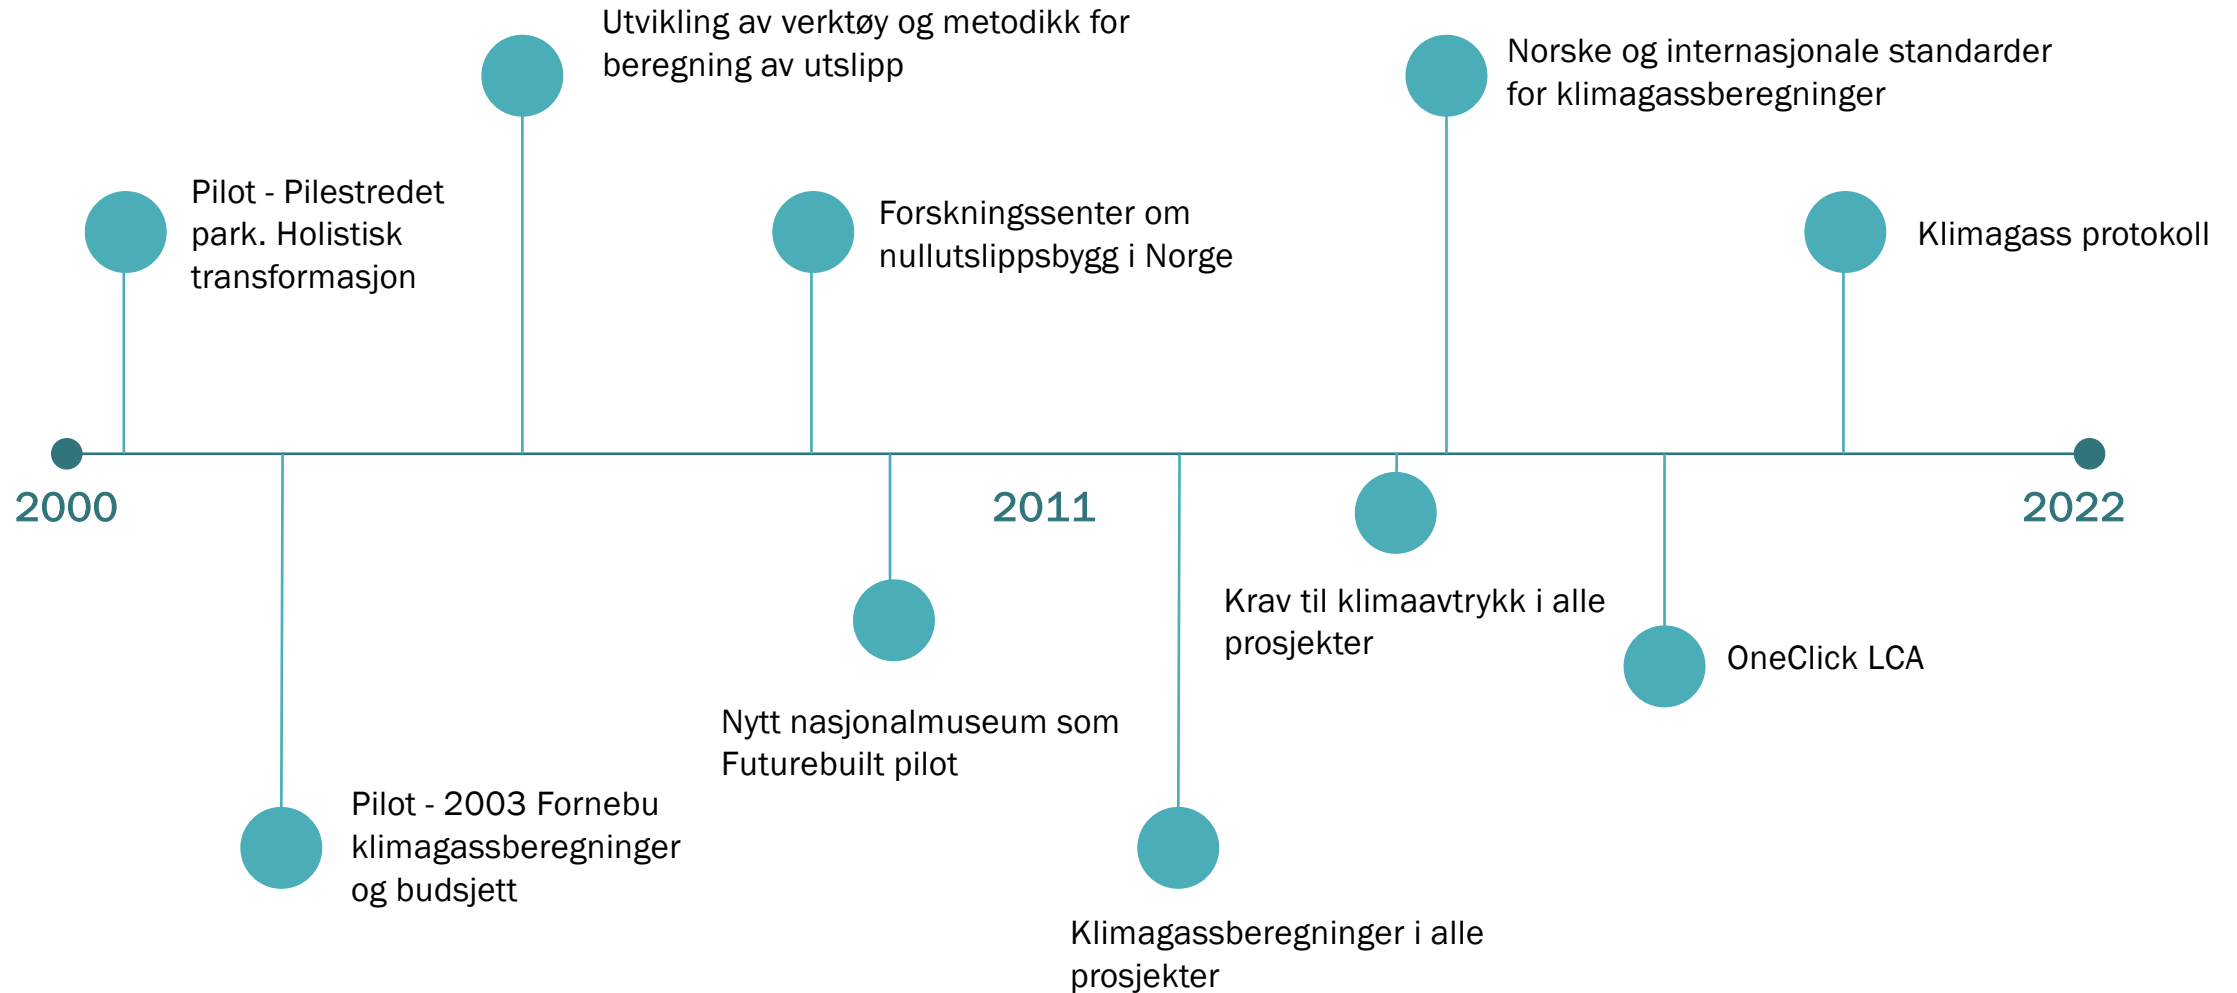 Utvikling av verktøy og metodikk for
beregning av utslipp
Norske og internasjonale standarder
for klimagassberegninger
Pilot - Pilestredet
park. Holistisk
transformasjon
Forskningssenter om
nullutslippsbygg i Norge
Klimagass protokoll
2000
2011
2022
Krav til klimaavtrykk i alle
prosjekter
OneClick LCA
Nytt nasjonalmuseum som
Futurebuilt pilot
Pilot - 2003 Fornebu
klimagassberegninger
og budsjett
Klimagassberegninger i alle
prosjekter